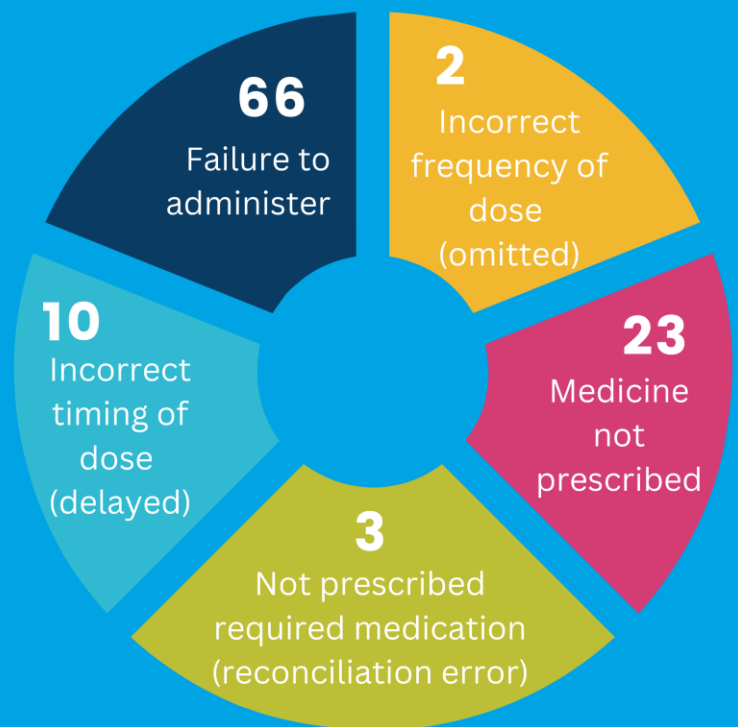 66
Failure to
administer
2
Incorrect
frequency of
dose
(omitted)
10
Incorrect
timing of
dose
(delayed)
23
Medicine
not
prescribed
3
Not prescribed
required medication
(reconciliation error)